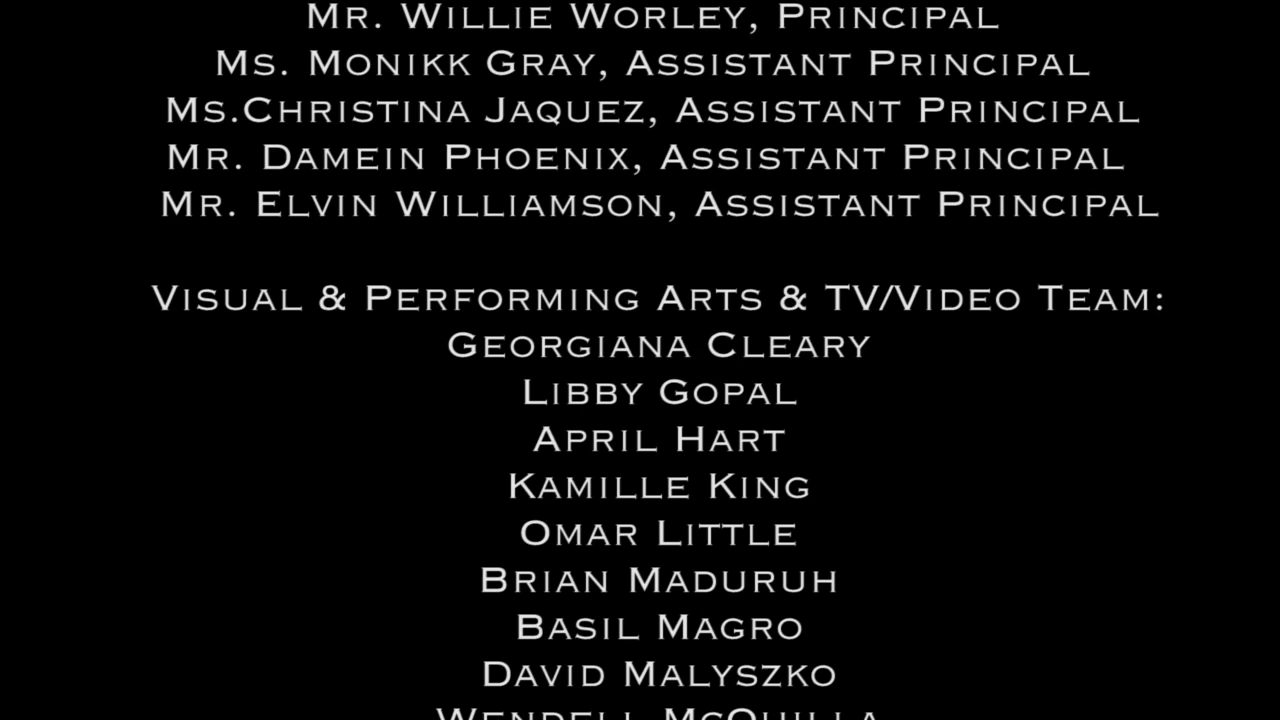 Mr. Willie Worley, Principal
Ms. Monikk Gray, Assistant Principal
Ms.Christina Jaquez, Assistant Principal
Mr. Damein Phoenix, Assistant Principal
Mr. Elvin Williamson, Assistant Principal
Visual & Performing Arts & TV/Video Team:
Georgiana Cleary
Libby Gopal
April Hart
Kamille King
Omar Little
Brian Maduruh
Basil Magro
David Malyszko
Wendell McQuilla